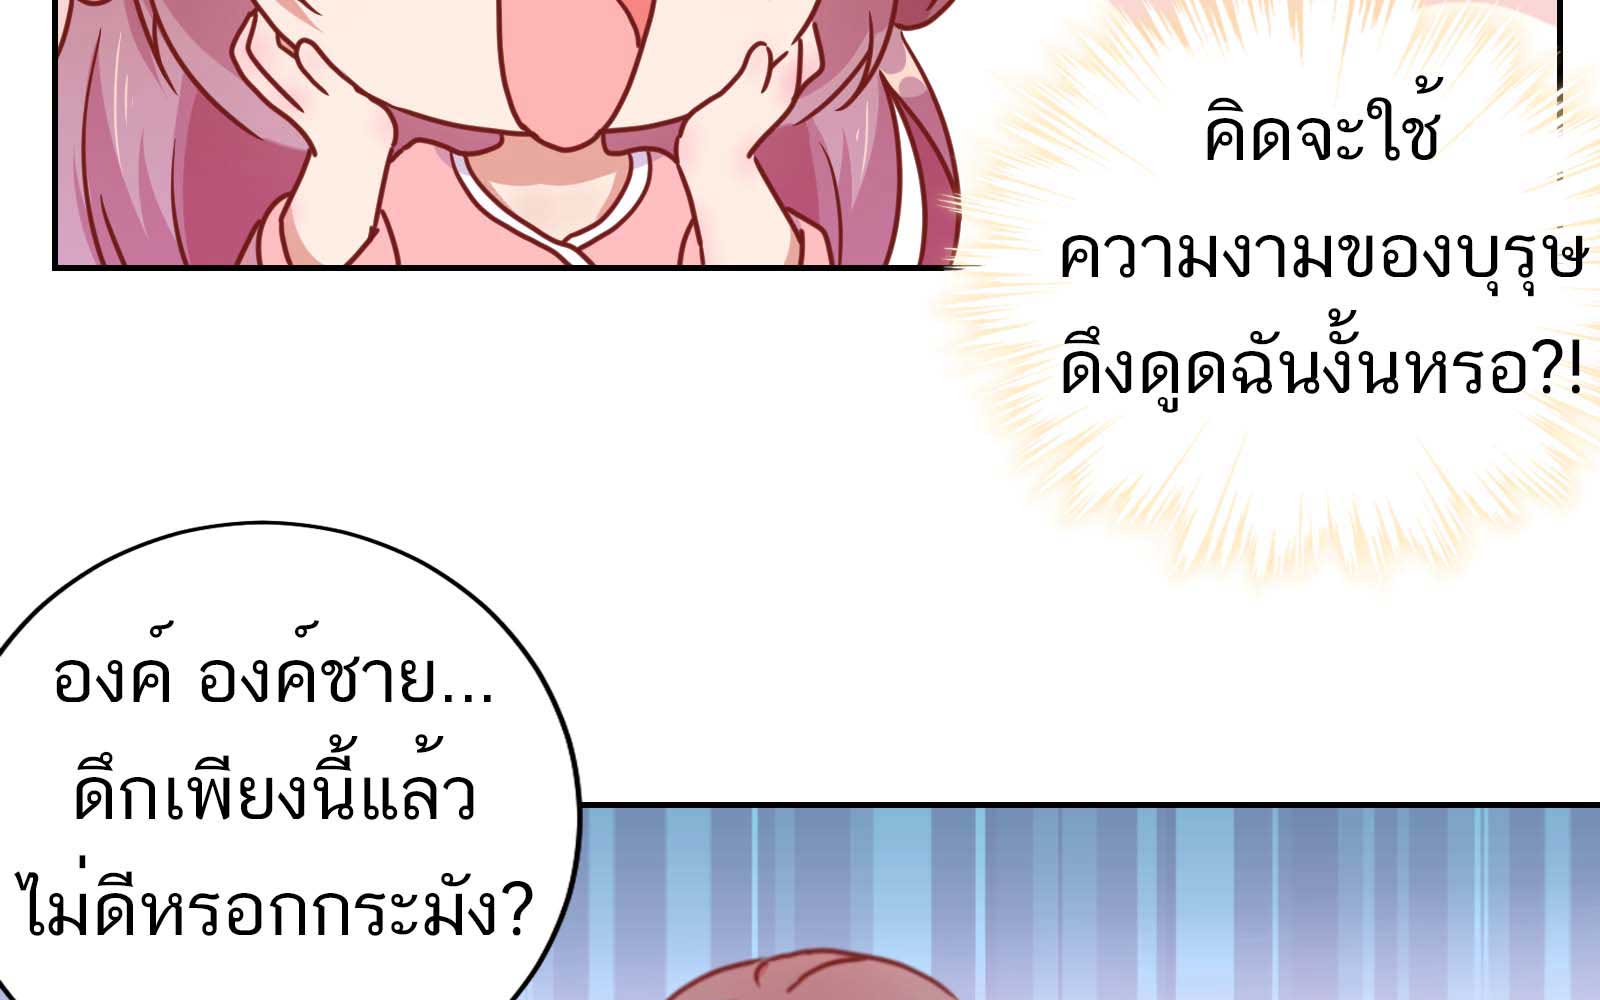 คิดจะใช้
ความงามของบุรุษ
ดึงดูดฉันงั้นหรอ?!
องค์ องค์ชาย...
ดึกเพียงนี้แล้ว
ไม่ดีหรอกกระมัง?